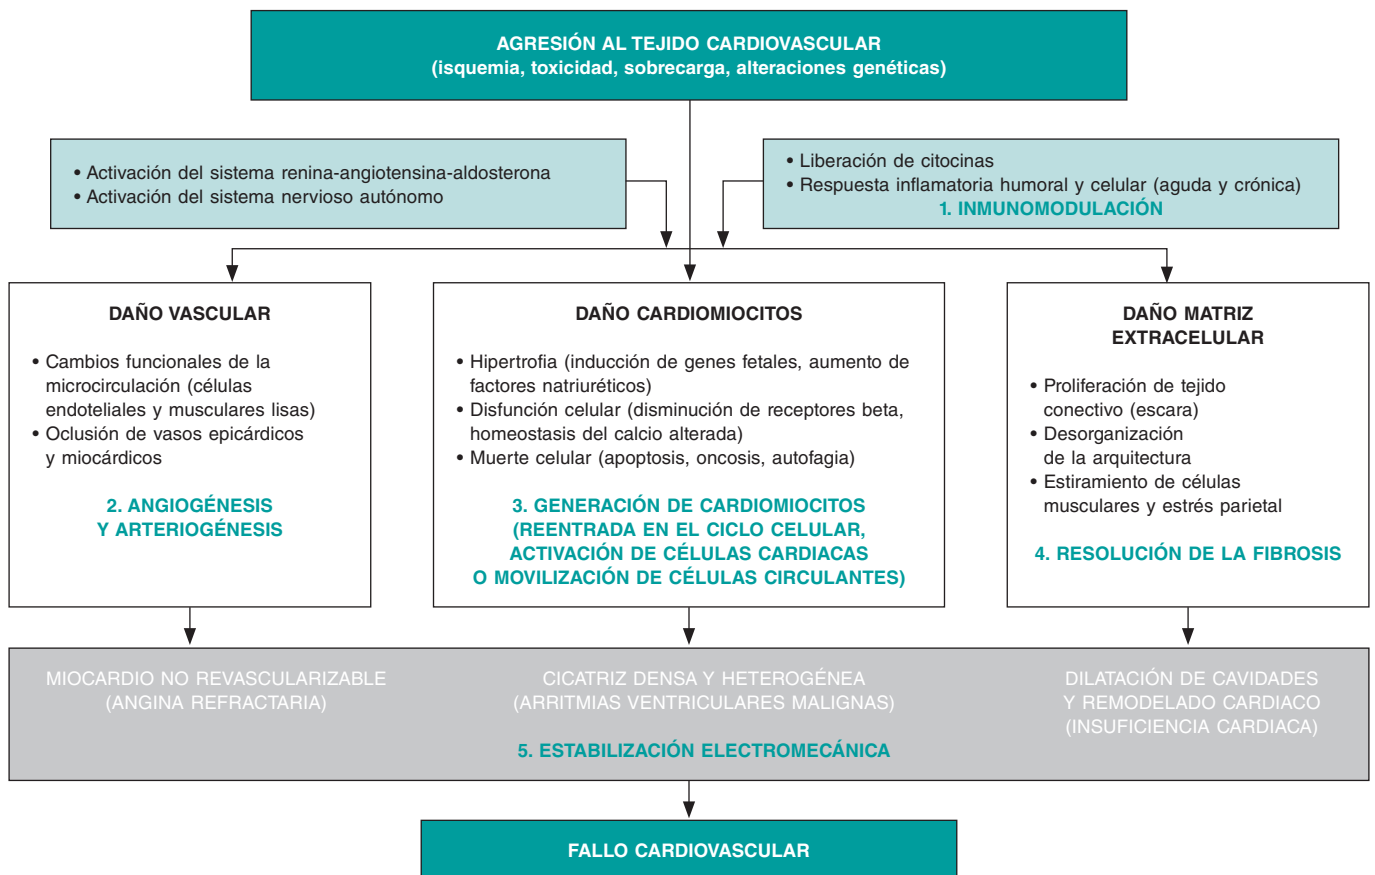 AGRESIÓN AL TEJIDO CARDIOVASCULAR
(isquemia, toxicidad, sobrecarga, alteraciones genéticas)
• Activación del sistema renina-angiotensina-aldosterona
• Activación del sistema nervioso autónomo
• Liberación de citocinas
• Respuesta inflamatoria humoral y celular (aguda y crónica)
1. INMUNOMODULACIÓN
DAÑO VASCULAR
• Cambios funcionales de la
microcirculación (células
endoteliales y musculares lisas)
• Oclusión de vasos epicárdicos
y miocárdicos
2. ANGIOGÉNESIS
Y ARTERIOGÉNESIS
DAÑO CARDIOMIOCITOS
• Hipertrofia (inducción de genes fetales, aumento de
factores natriuréticos)
• Disfunción celular (disminución de receptores beta,
homeostasis del calcio alterada)
• Muerte celular (apoptosis, oncosis, autofagia)
3. GENERACIÓN DE CARDIOMIOCITOS
(REENTRADA EN EL CICLO CELULAR,
ACTIVACIÓN DE CÉLULAS CARDIACAS
O MOVILIZACIÓN DE CÉLULAS CIRCULANTES)
DAÑO MATRIZ
EXTRACELULAR
• Proliferación de tejido
conectivo (escara)
• Desorganización
de la arquitectura
• Estiramiento de células
musculares y estrés parietal
4. RESOLUCIÓN DE LA FIBROSIS
MIOCARDIO NO REVASCULARIZABLE
(ANGINA REFRACTARIA)
CICATRIZ DENSA Y HETEROGÉNEA
(ARRITMIAS VENTRICULARES MALIGNAS)
DILATACIÓN DE CAVIDADES
Y REMODELADO CARDIACO
(INSUFICIENCIA CARDIACA)
5. ESTABILIZACIÓN ELECTROMECÁNICA
FALLO CARDIOVASCULAR